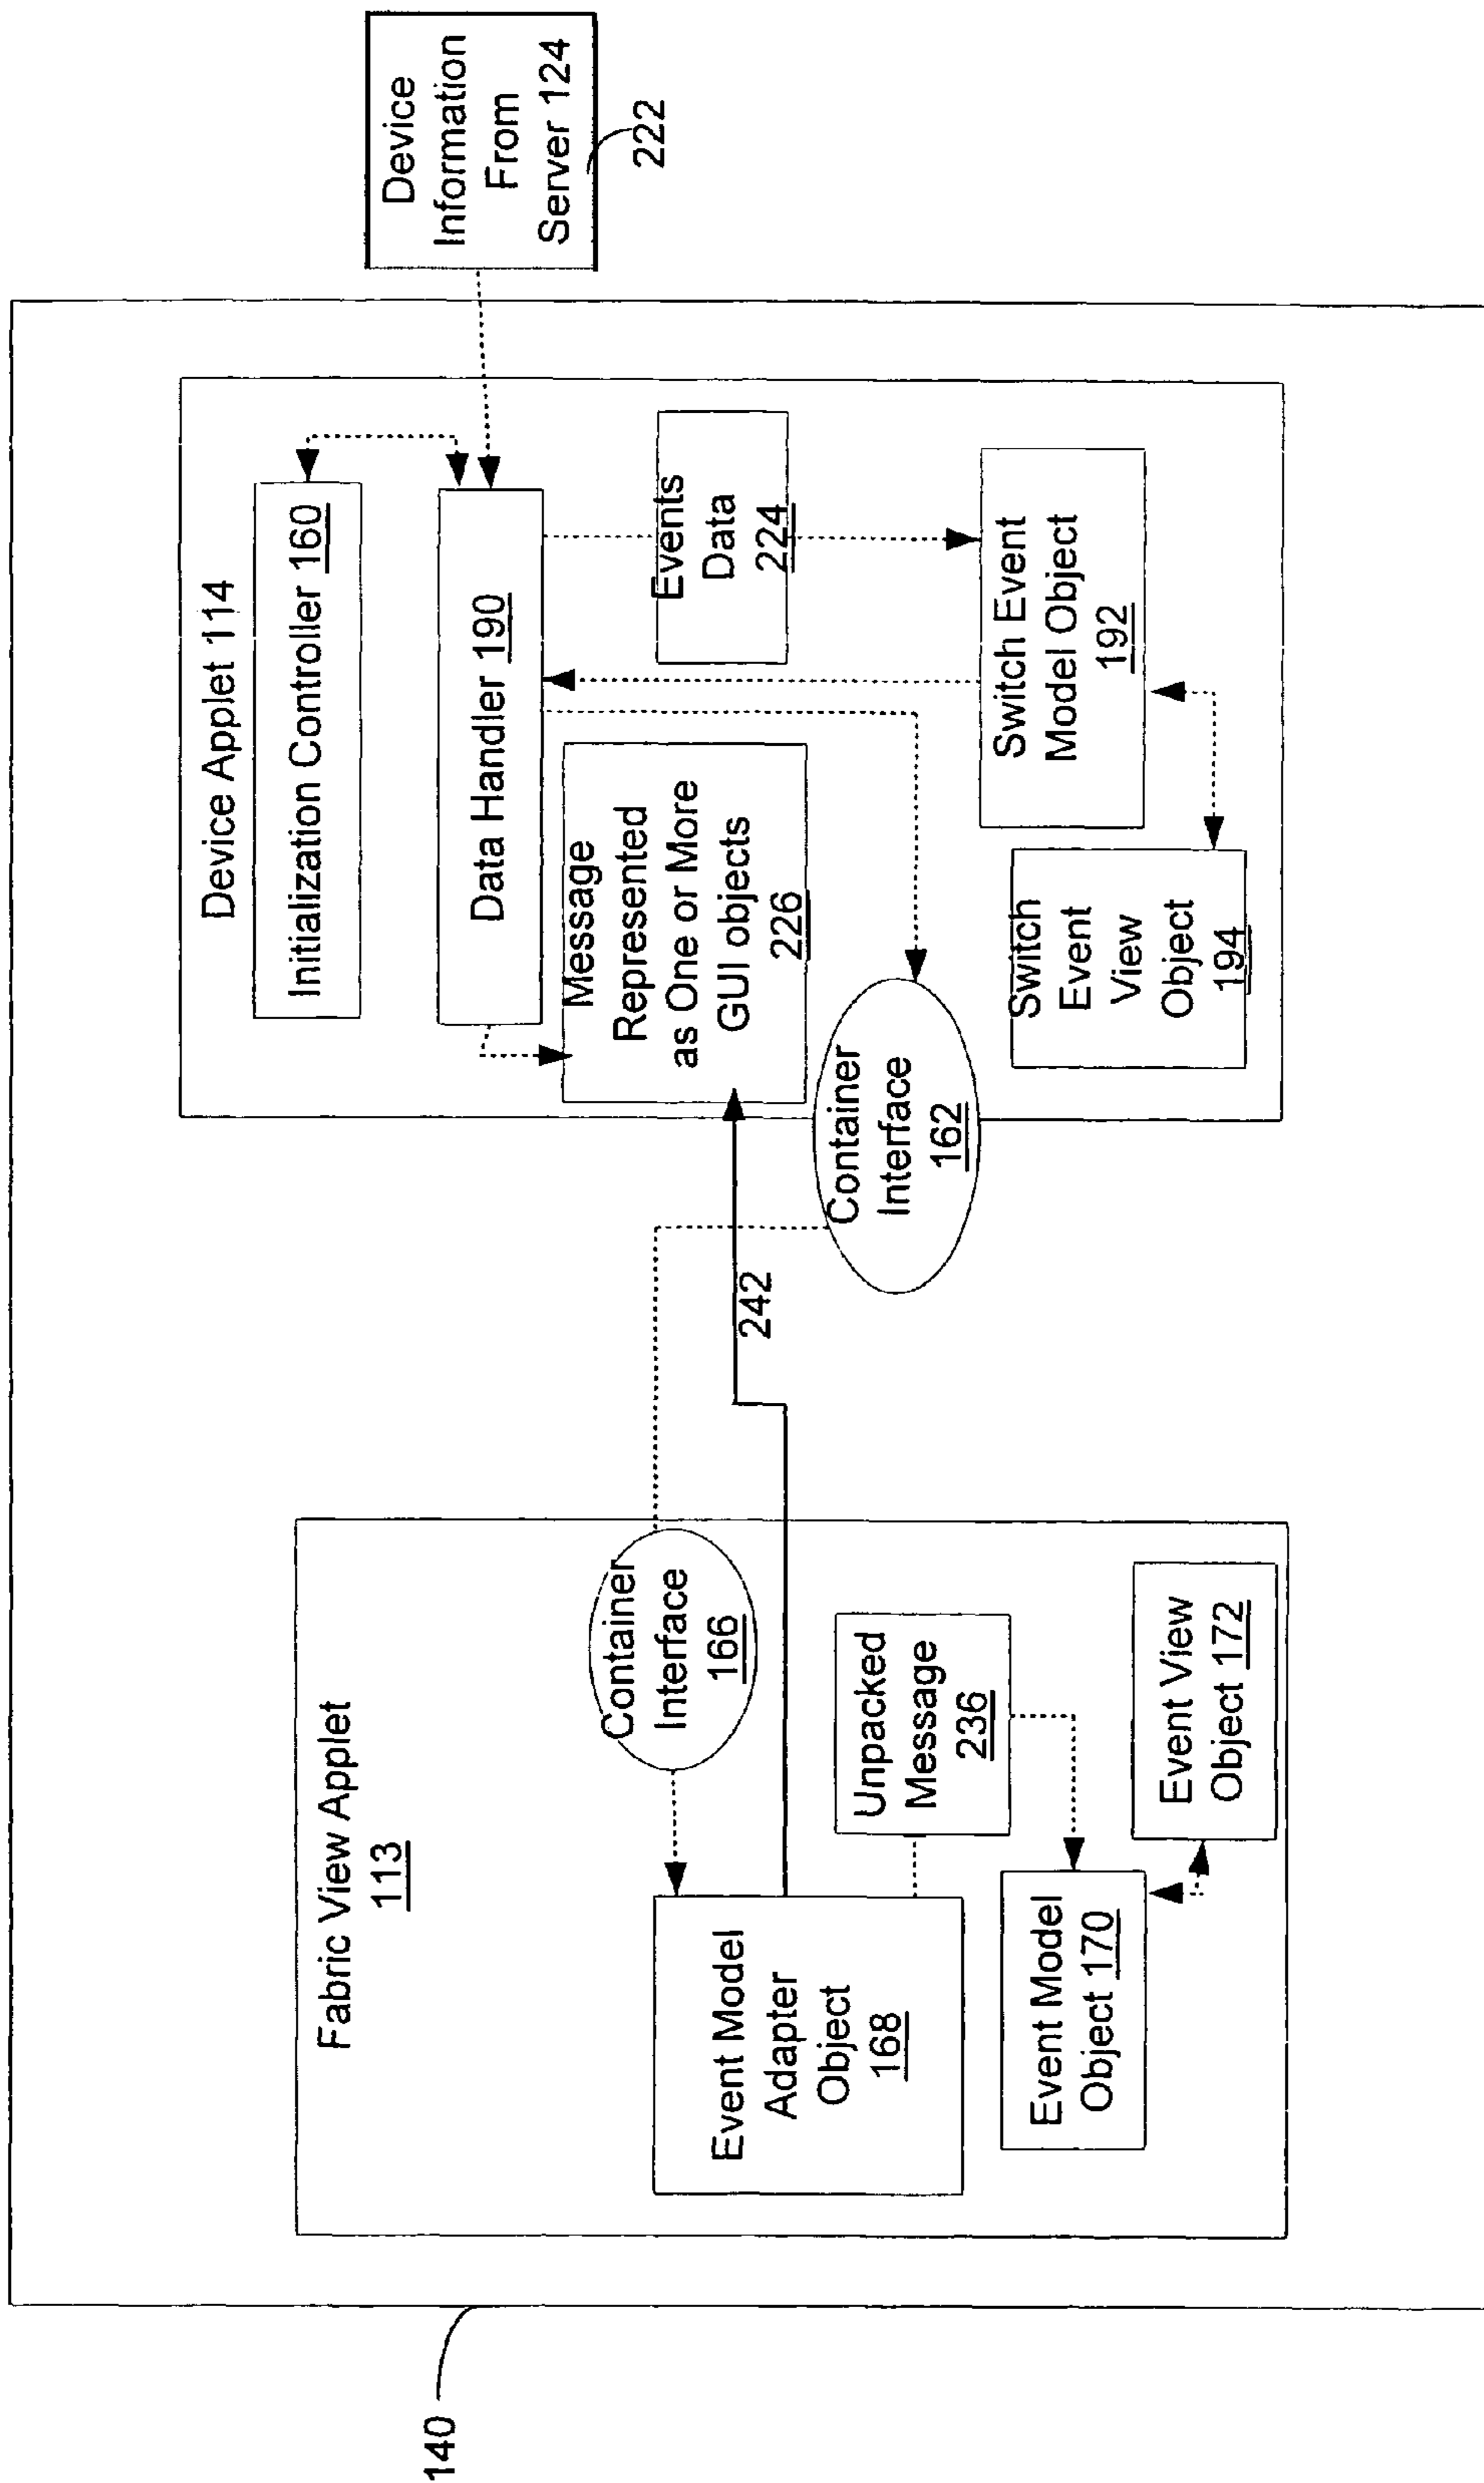 140
Fabric View Applet
113
Container
Interface
166
Event Model
Adapter
Object
168
Unpacked
Message
236
Event Model
Object 170
Event View
Object 172
242
Device Applet 114
Initialization Controller 160
Data Handler 190
Message
Represented
as One or More
GUI objects
226
Events
Data
224
Container
Interface
162
Switch Event
Model Object
192
Switch
Event
View
Object
194
Device
Information
From
Server 124
222